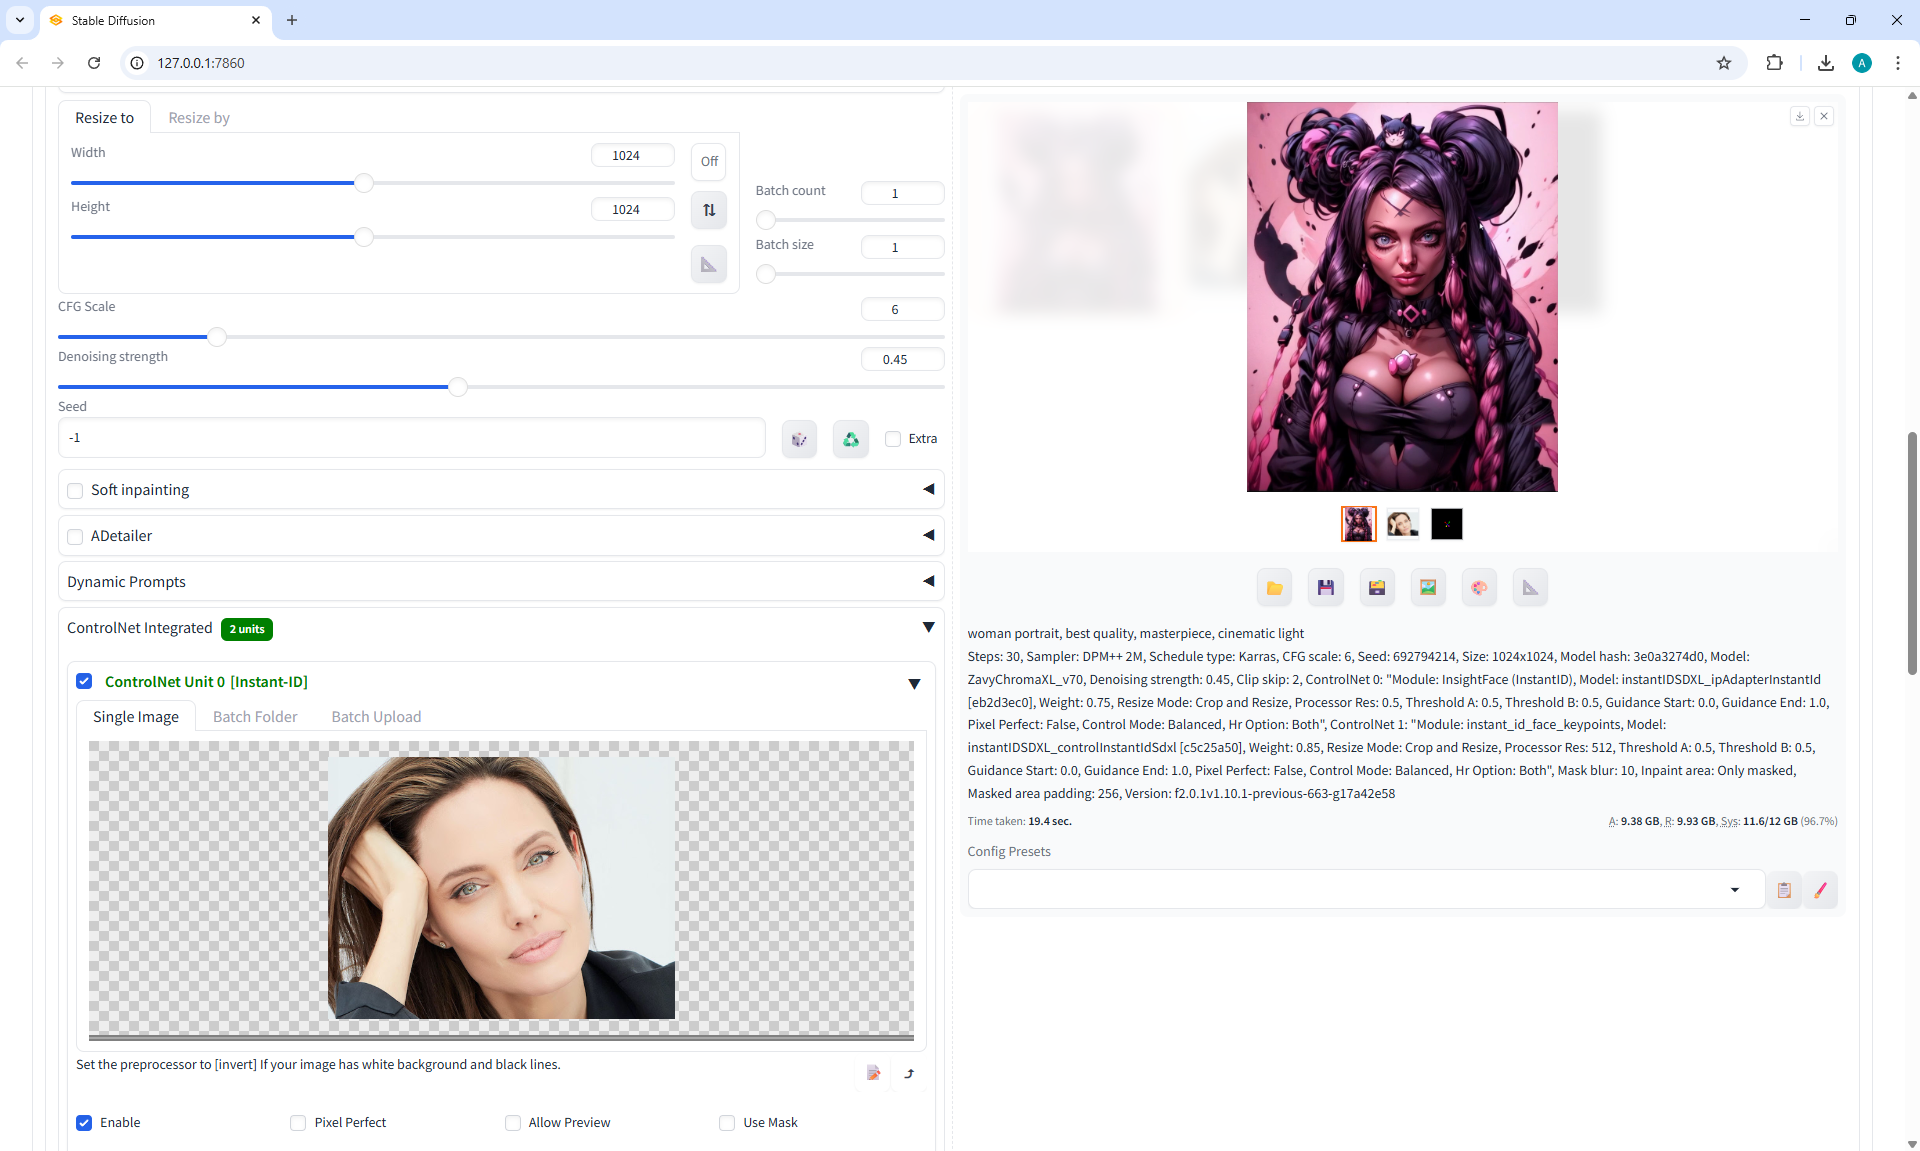 Stable Diffusion
127.0.0.1:7860
A
Resize to
Resize by
Width
1024
Off
Height
1024
Batch count
1
Batch size
1
CFG Scale
6
Denoising strength
0.45
Seed
-1
Extra
Soft inpainting
ADetailer
Dynamic Prompts
ControlNet Integrated 2 units
ControlNet Unit 0 [Instant-ID]
Single Image
Batch Folder
Batch Upload
Set the preprocessor to [invert] If your image has white background and black lines.
Enable
Pixel Perfect
Allow Preview
Use Mask
woman portrait, best quality, masterpiece, cinematic light
Steps: 30, Sampler: DPM++ 2M, Schedule type: Karras, CFG scale: 6, Seed: 692794214, Size: 1024x1024, Model hash: 3e0a3274d0, Model:
ZavyChromaXL_v70, Denoising strength: 0.45, Clip skip: 2, ControlNet 0: "Module: InsightFace (InstantID), Model: instantIDSDXL_ipAdapterInstantId
[eb2d3ec0], Weight: 0.75, Resize Mode: Crop and Resize, Processor Res: 0.5, Threshold A: 0.5, Threshold B: 0.5, Guidance Start: 0.0, Guidance End: 1.0,
Pixel Perfect: False, Control Mode: Balanced, Hr Option: Both", ControlNet 1: "Module: instant_id_face_keypoints, Model:
instantIDSDXL_controlInstantIdSdxl [c5c25a50], Weight: 0.85, Resize Mode: Crop and Resize, Processor Res: 512, Threshold A: 0.5, Threshold B: 0.5,
Guidance Start: 0.0, Guidance End: 1.0, Pixel Perfect: False, Control Mode: Balanced, Hr Option: Both", Mask blur: 10, Inpaint area: Only masked,
Masked area padding: 256, Version: f2.0.1v1.10.1-previous-663-g17a42e58
Time taken: 19.4 sec.
A: 9.38 GB, R: 9.93 GB, Sys: 11.6/12 GB (96.7%)
Config Presets